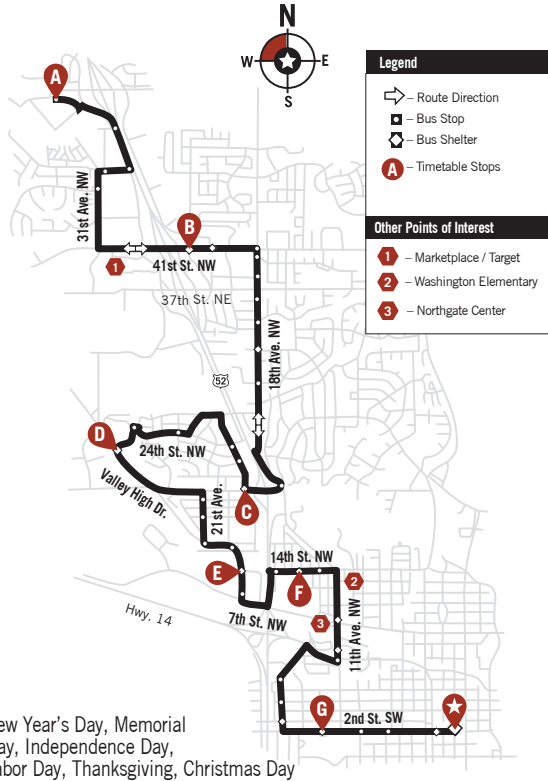 N
W
E
S
Legend
– Route Direction
– Bus Stop
– Bus Shelter
A – Timetable Stops
Other Points of Interest
1 – Marketplace / Target
2 – Washington Elementary
3 – Northgate Center
A
31st Ave. NW
B
1
41st St. NW
37th St. NE
18th Ave. NW
52
D
24th St. NW
Valley High Dr.
21st Ave.
C
14th St. NW
E
F
2
Hwy. 14
7th St. NW
3
11th Ave. NW
G
2nd St. SW
ew Year's Day, Memorial
ay, Independence Day,
abor Day, Thanksgiving, Christmas Day